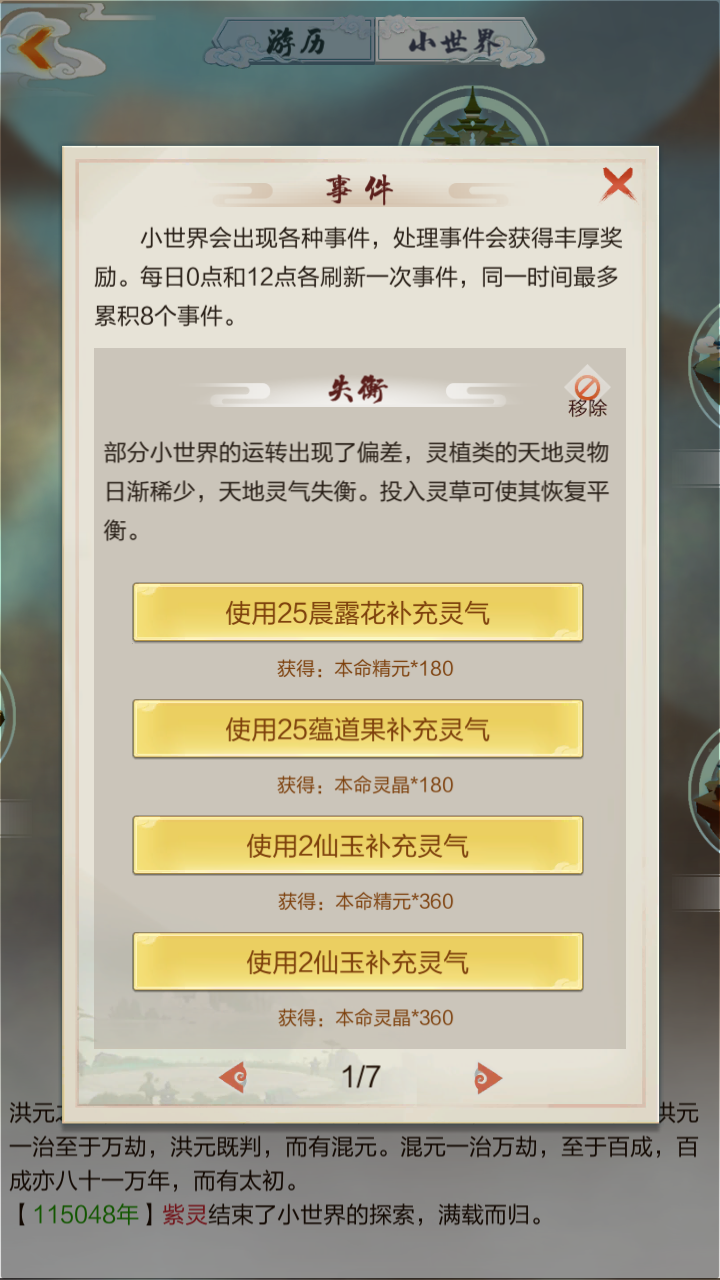 游历
小世界
事件
小世界会出现各种事件，处理事件会获得丰厚奖
励。每日0点和12点各刷新一次事件，同一时间最多
累积8个事件。
失衡
移除
部分小世界的运转出现了偏差，灵植类的天地灵物
日渐稀少，天地灵气失衡。投入灵草可使其恢复平
衡。
使用25晨露花补充灵气
获得：本命精元*180
使用25蕴道果补充灵气
获得：本命灵晶*180
使用2仙玉补充灵气
获得：本命精元*360
使用2仙玉补充灵气
获得：本命灵晶*360
1/7
洪元 洪元
一治至于万劫，洪元既判，而有混元。混元一治万劫，至于百成，百
成亦八十一万年，而有太初。
【115048年】紫灵结束了小世界的探索，满载而归。